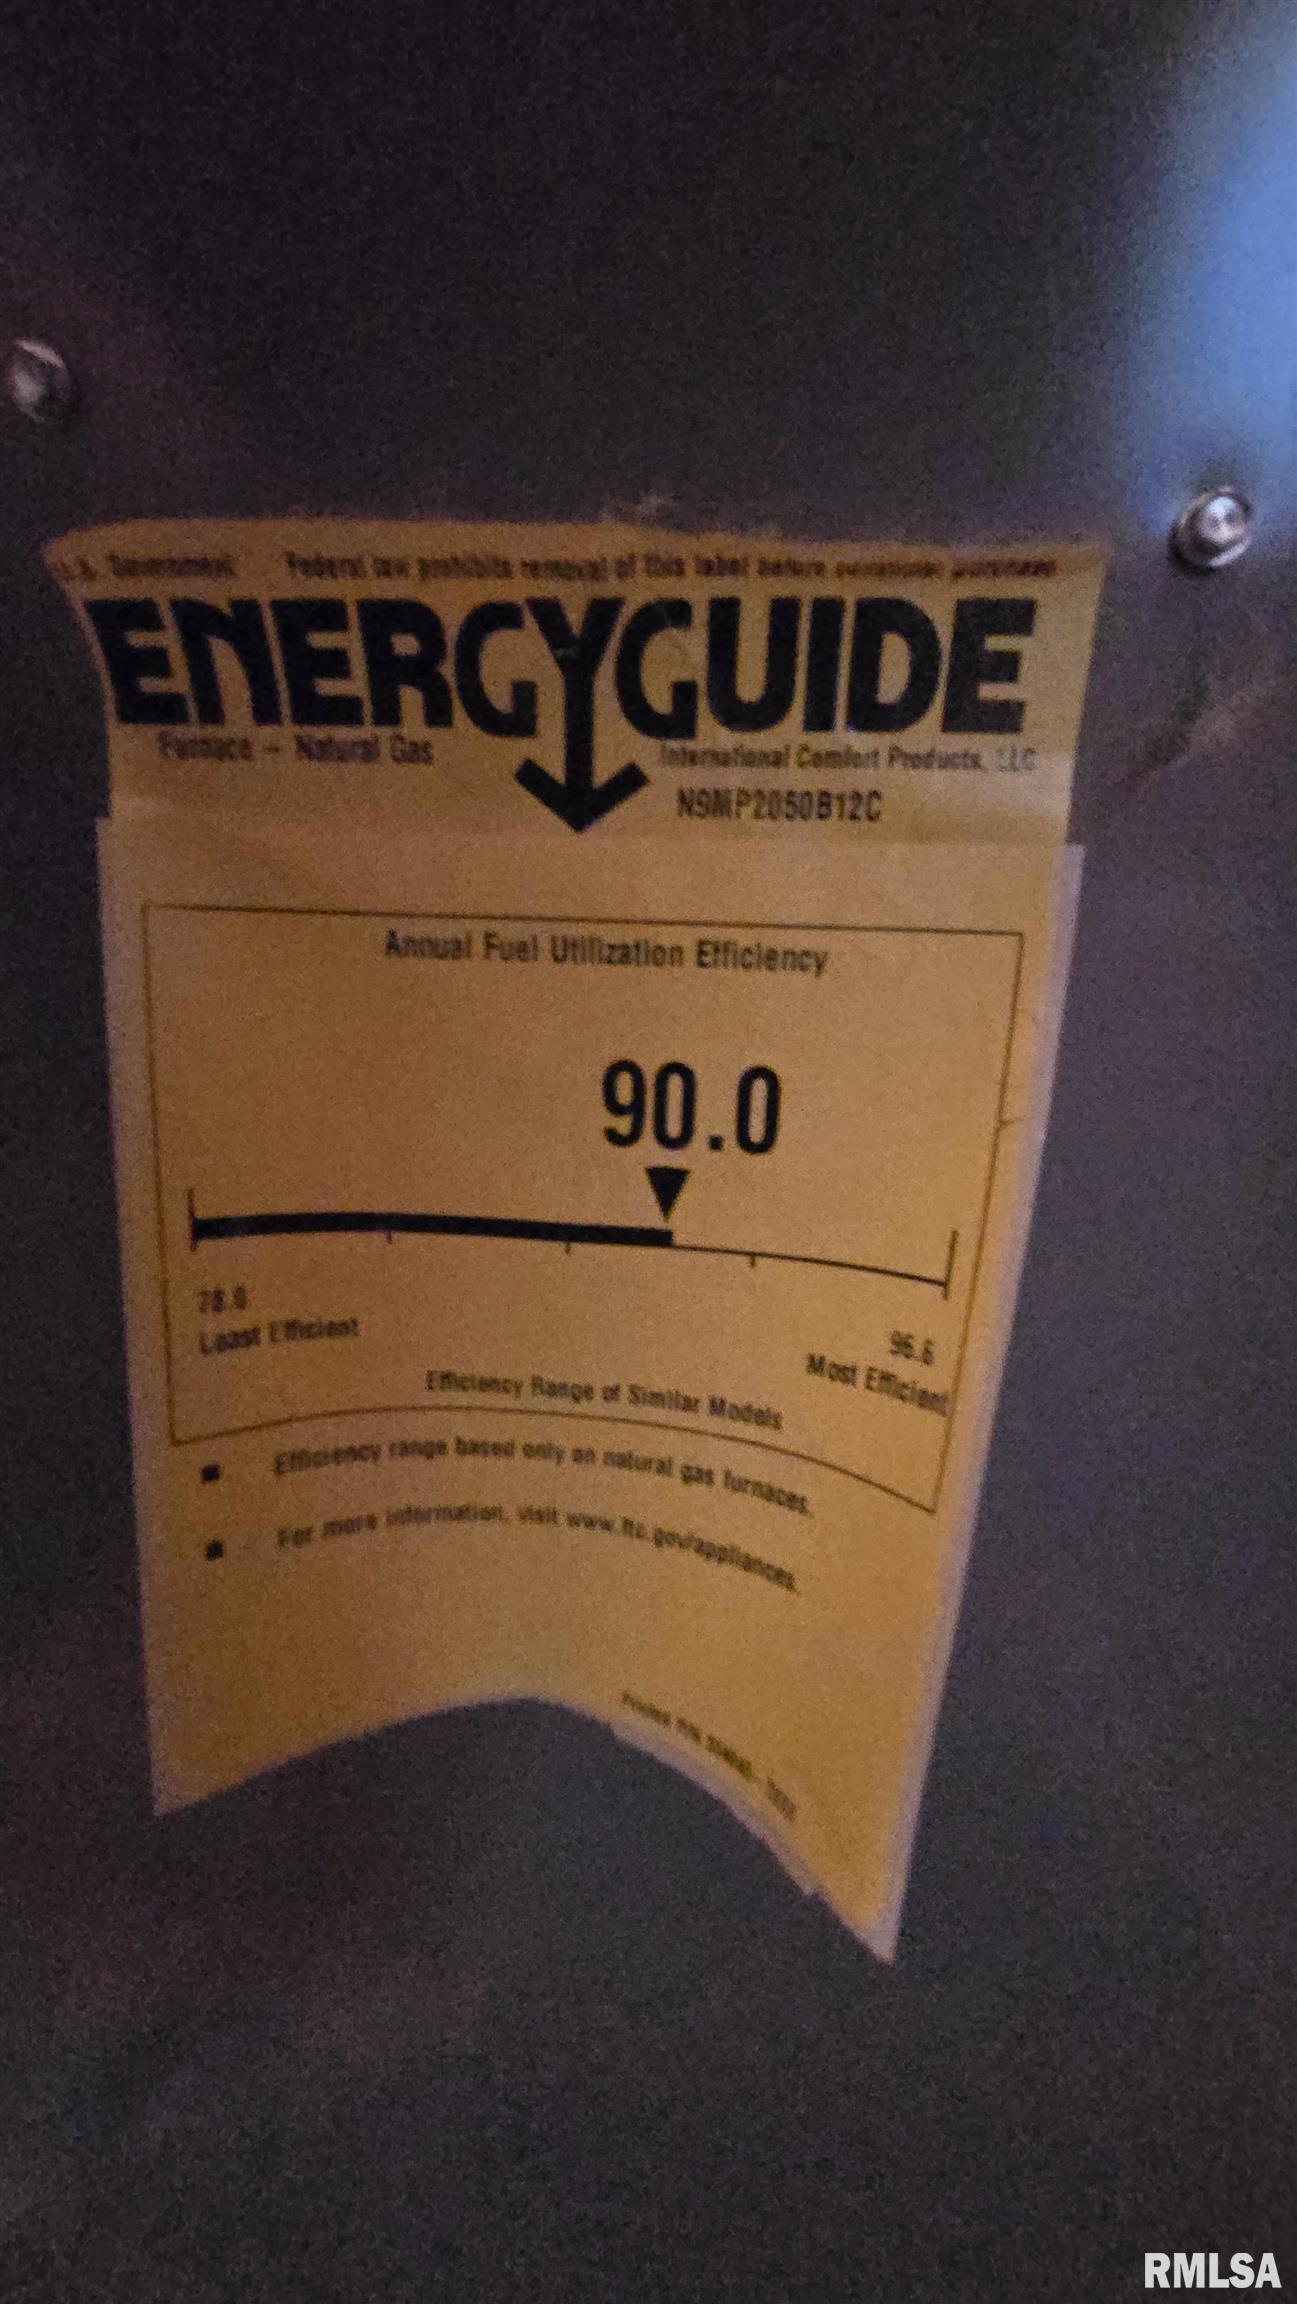 U.S. Government Federal law prohibits removal of this label before consumer purchase
ENERGYGUIDE
Furnace – Natural Gas
International Comfort Products, LLC
N9MP2050B12C
Annual Fuel Utilization Efficiency
90.0
78.0
Least Efficient
96.6
Most Efficient
Efficiency Range of Similar Models
■ Efficiency range based only on natural gas furnaces.
■ For more information, visit www.ftc.gov/appliances.
RMLSA